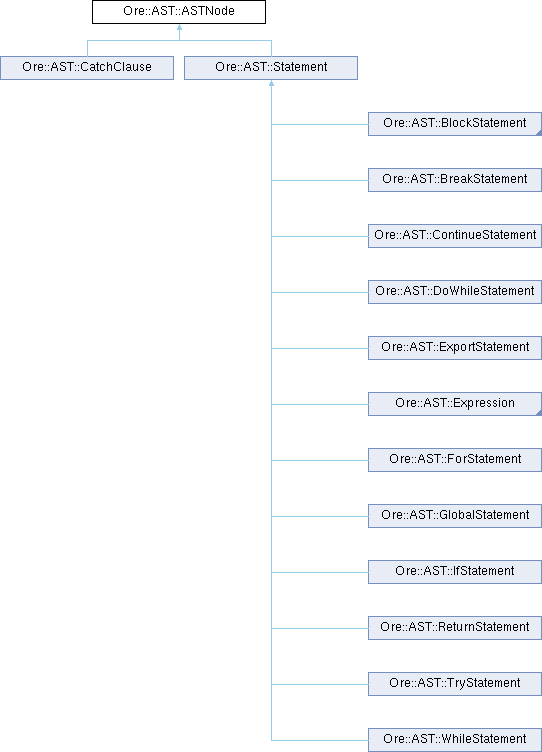 Ore::AST::ASTNode
Ore::AST::CatchClause
Ore::AST::Statement
Ore::AST::BlockStatement
Ore::AST::BreakStatement
Ore::AST::ContinueStatement
Ore::AST::DoWhileStatement
Ore::AST::ExportStatement
Ore::AST::Expression
Ore::AST::ForStatement
Ore::AST::GlobalStatement
Ore::AST::IfStatement
Ore::AST::ReturnStatement
Ore::AST::TryStatement
Ore::AST::WhileStatement